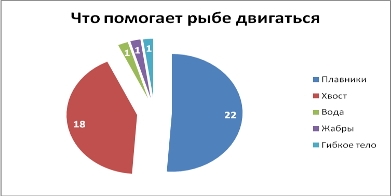 Что помогает рыбе двигаться
1 1 1
18
22
Плавники
Хвост
Вода
Жабры
Гибкое тело